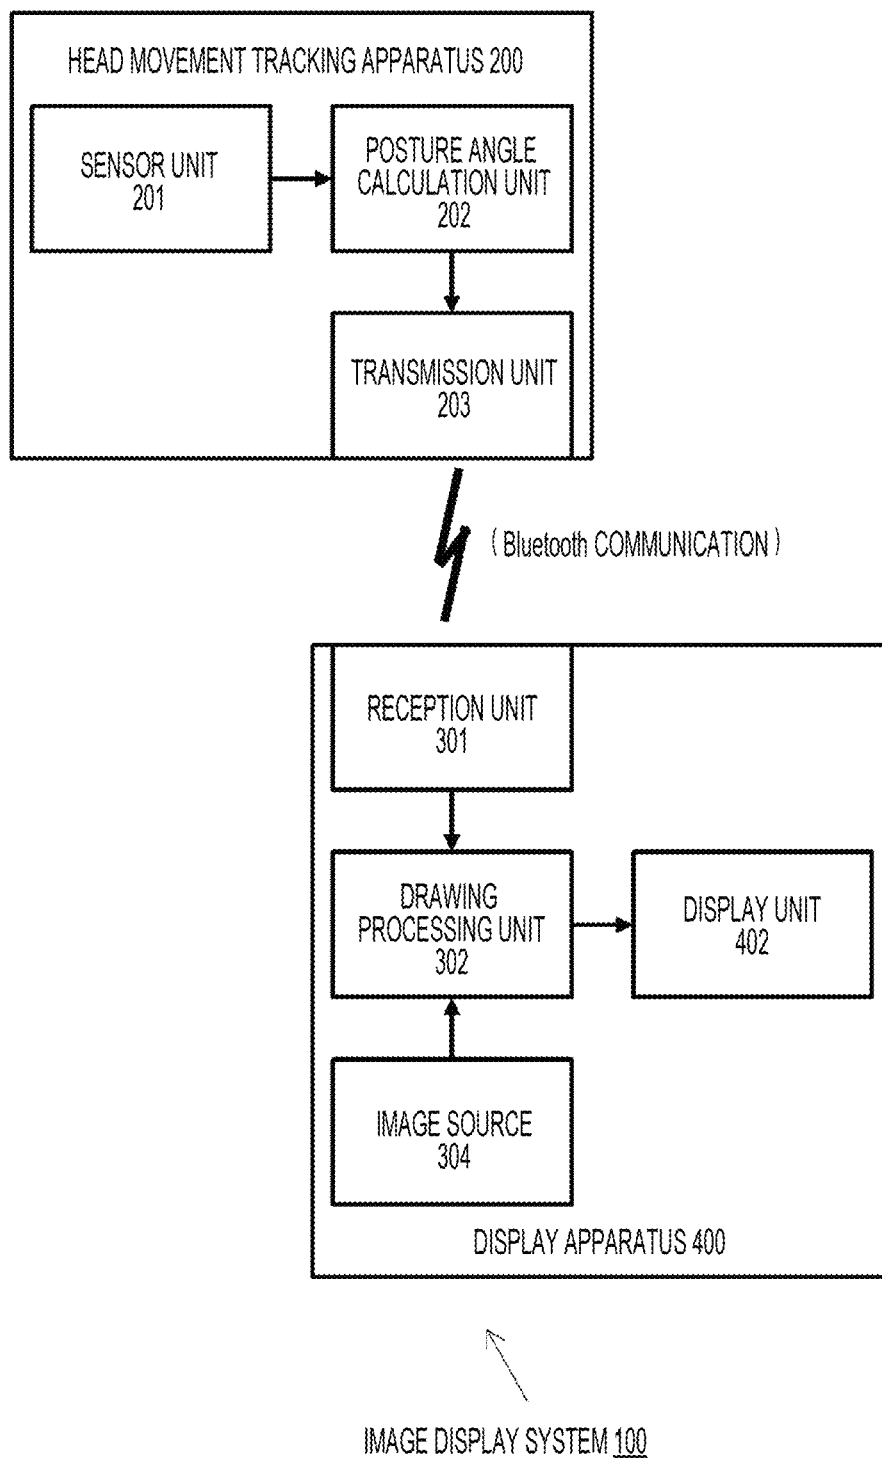 HEAD MOVEMENT TRACKING APPARATUS 200
SENSOR UNIT
201
POSTURE ANGLE
CALCULATION UNIT
202
TRANSMISSION UNIT
203
( Bluetooth COMMUNICATION )
RECEPTION UNIT
301
DRAWING
PROCESSING UNIT
302
DISPLAY UNIT
402
IMAGE SOURCE
304
DISPLAY APPARATUS 400
IMAGE DISPLAY SYSTEM 100